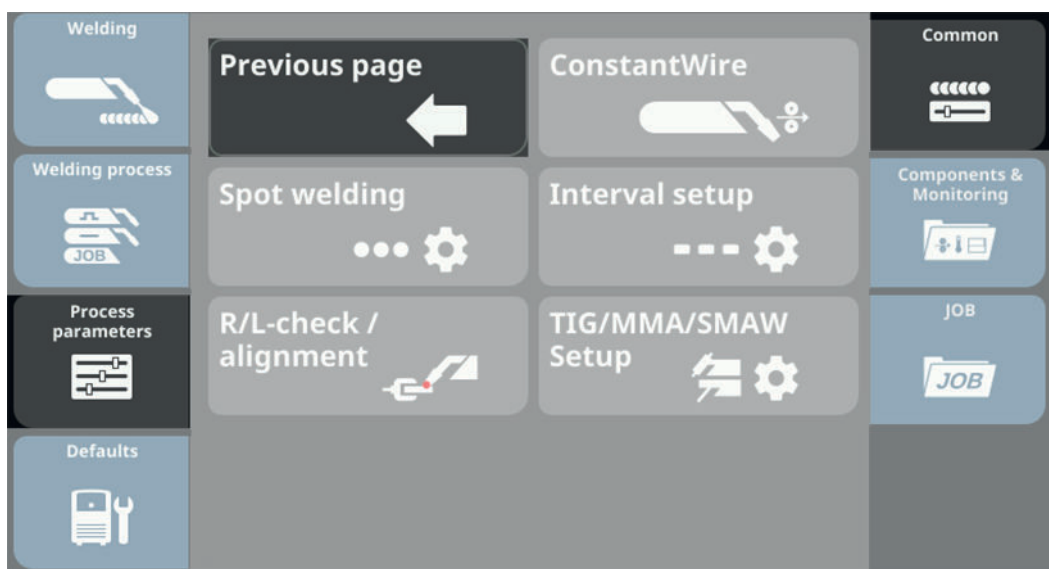 Welding
Welding process
JOB
Process
parameters
Defaults
Previous page
ConstantWire
Spot welding
Interval setup
R/L-check /
alignment
TIG/MMA/SMAW
Setup
Common
Components &
Monitoring
JOB
JOB